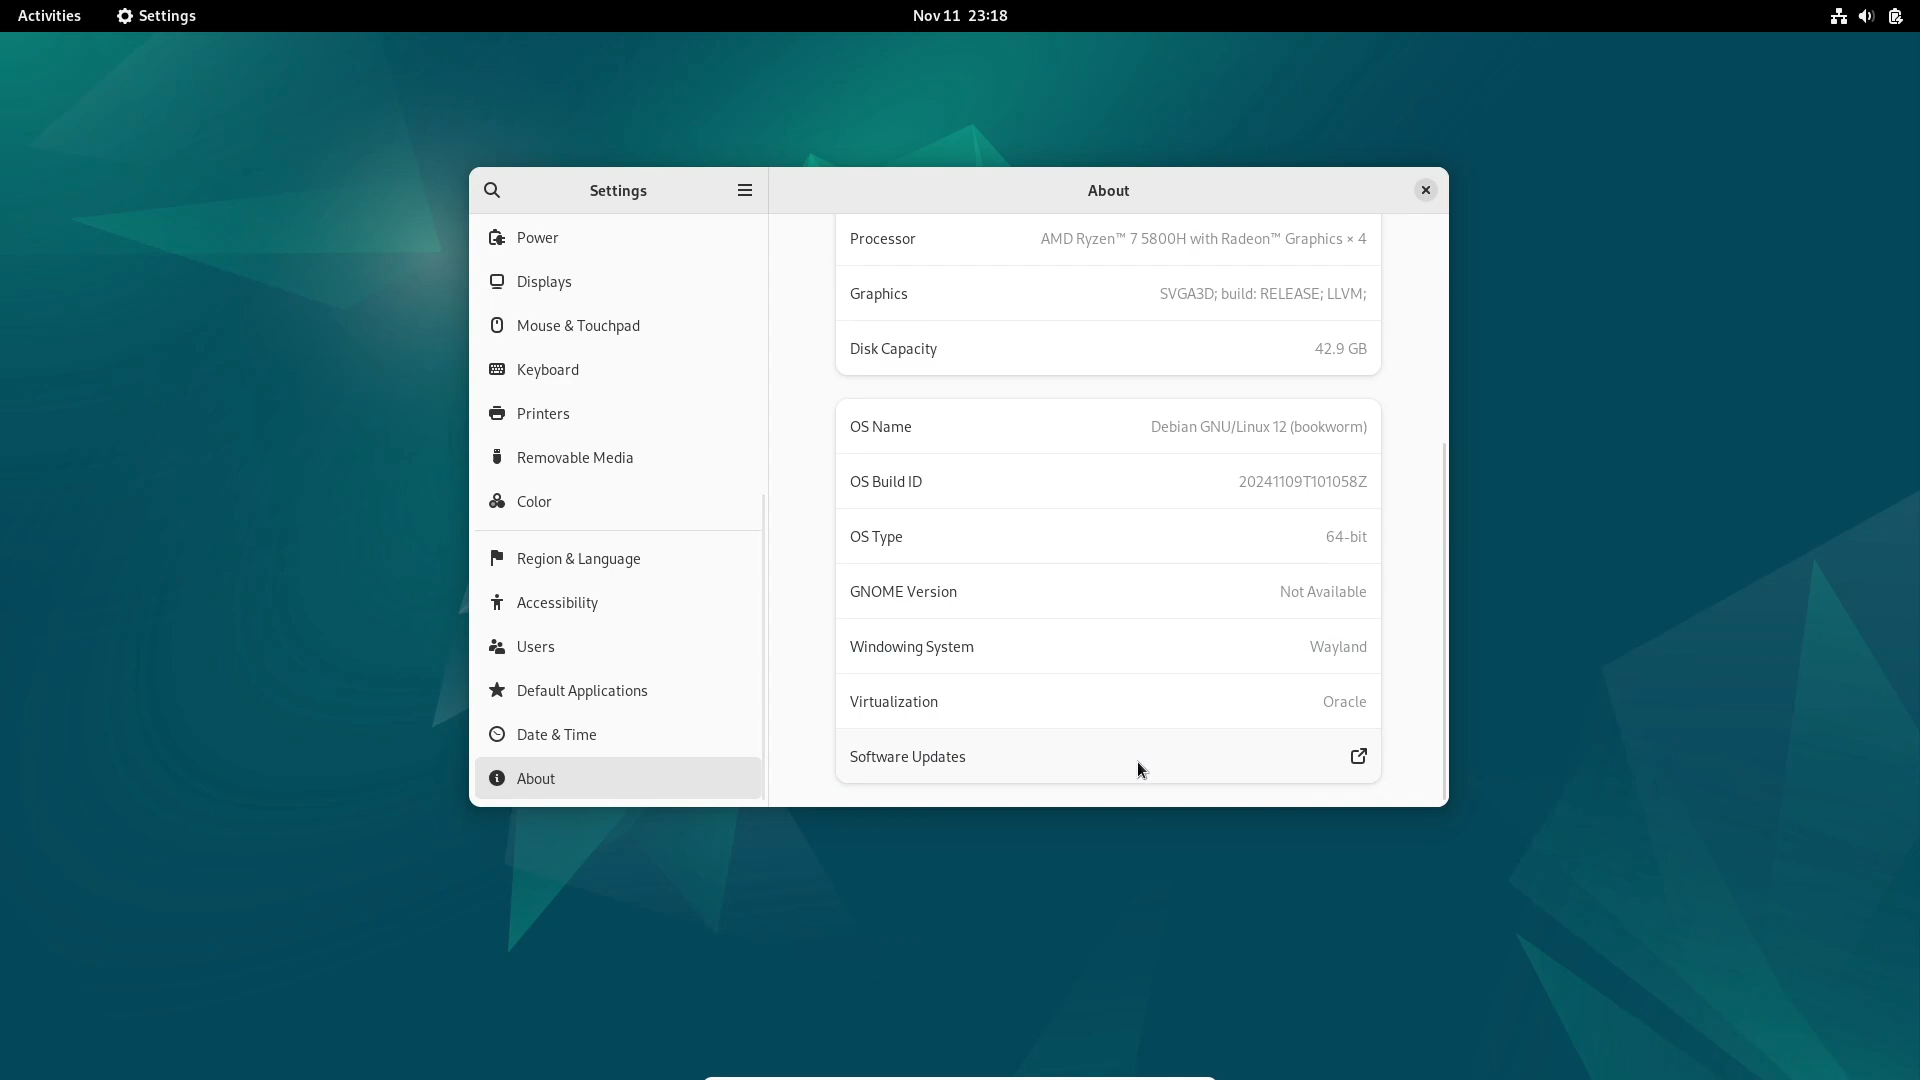 Activities Settings Nov 11 23:18
Settings About
Power
Displays
Mouse & Touchpad
Keyboard
Printers
Removable Media
Color
Region & Language
Accessibility
Users
Default Applications
Date & Time
About
Processor AMD Ryzen™ 7 5800H with Radeon™ Graphics × 4
Graphics SVGA3D; build: RELEASE; LLVM;
Disk Capacity 42.9 GB
OS Name Debian GNU/Linux 12 (bookworm)
OS Build ID 20241109T101058Z
OS Type 64-bit
GNOME Version Not Available
Windowing System Wayland
Virtualization Oracle
Software Updates